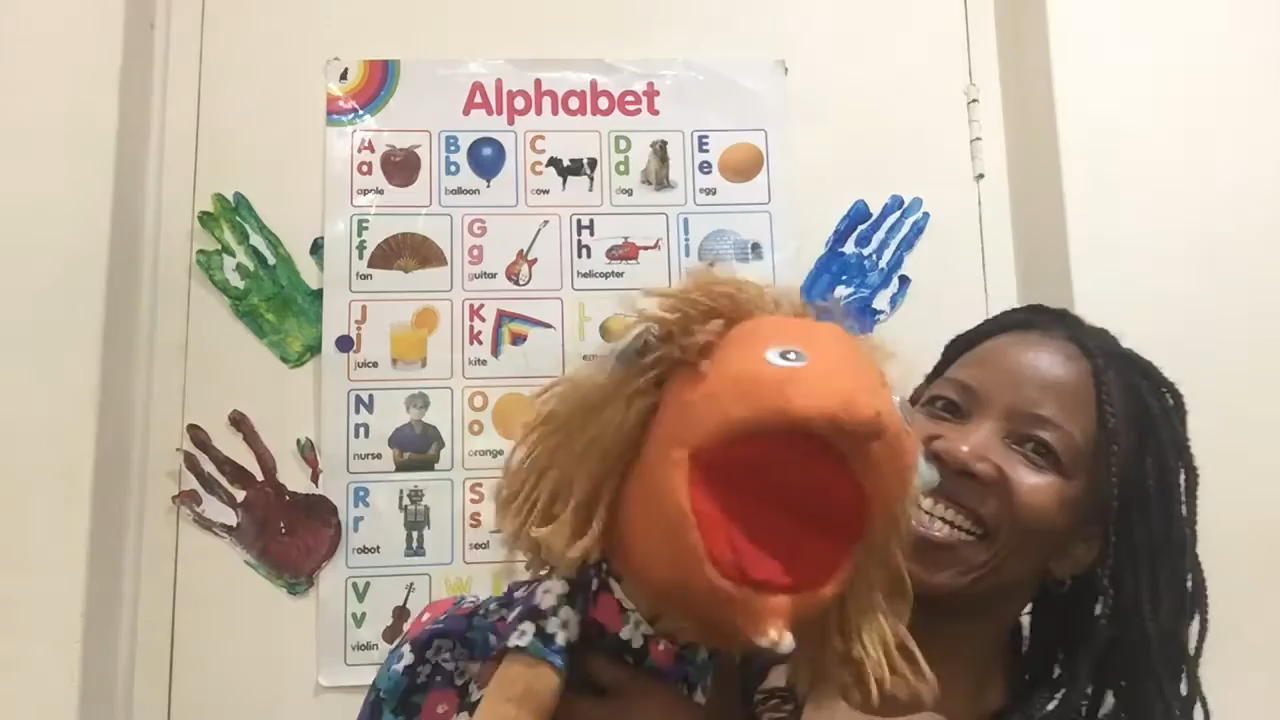 Alphabet
A a apple
B b balloon
C c cow
D d dog
E e egg
F f fan
G g guitar
H h helicopter
I i
J j juice
K k kite
N n nurse
O o orange
R r robot
S s seal
V v violin
W